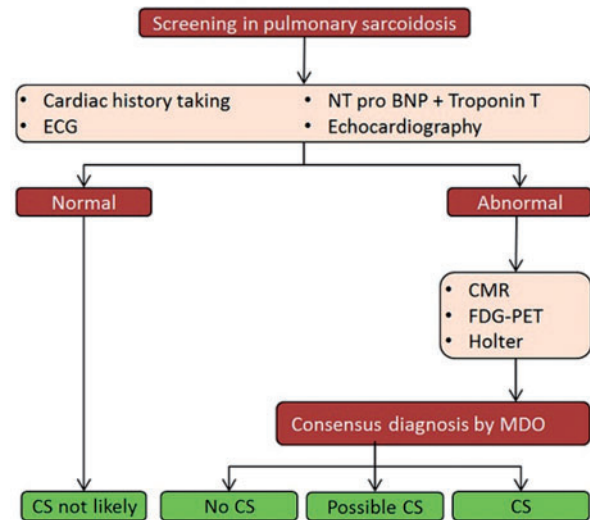 Screening in pulmonary sarcoidosis
• Cardiac history taking
• ECG
• NT pro BNP + Troponin T
• Echocardiography
Normal
Abnormal
• CMR
• FDG-PET
• Holter
Consensus diagnosis by MDO
CS not likely
No CS
Possible CS
CS